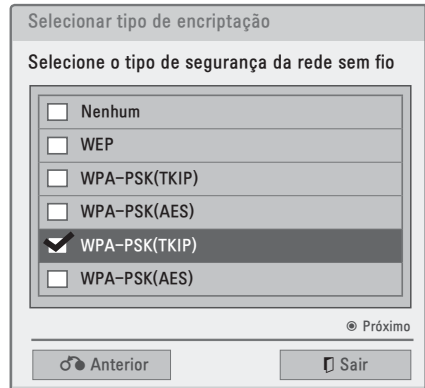 Selecionar tipo de encriptação
Selecione o tipo de segurança da rede sem fio
Nenhum
WEP
WPA-PSK(TKIP)
WPA-PSK(AES)
WPA-PSK(TKIP)
WPA-PSK(AES)
Próximo
Anterior
Sair